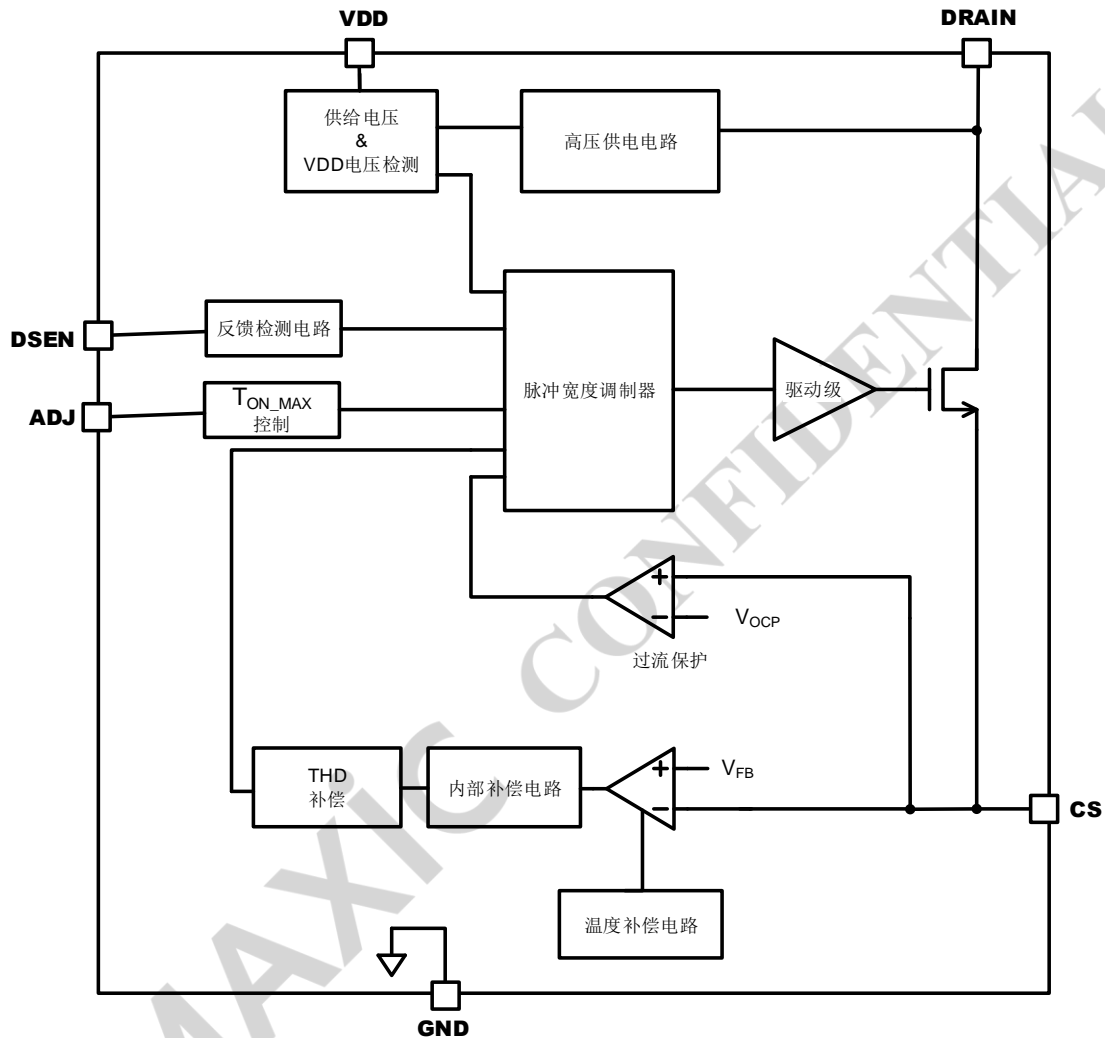 VDD
DRAIN
供给电压
&
VDD电压检测
高压供电电路
DSEN
反馈检测电路
ADJ
TON_MAX
控制
脉冲宽度调制器
驱动级
+
−
VOCP
过流保护
THD
补偿
内部补偿电路
+
−
VFB
CS
温度补偿电路
GND
MAXIC CONFIDENTIAL